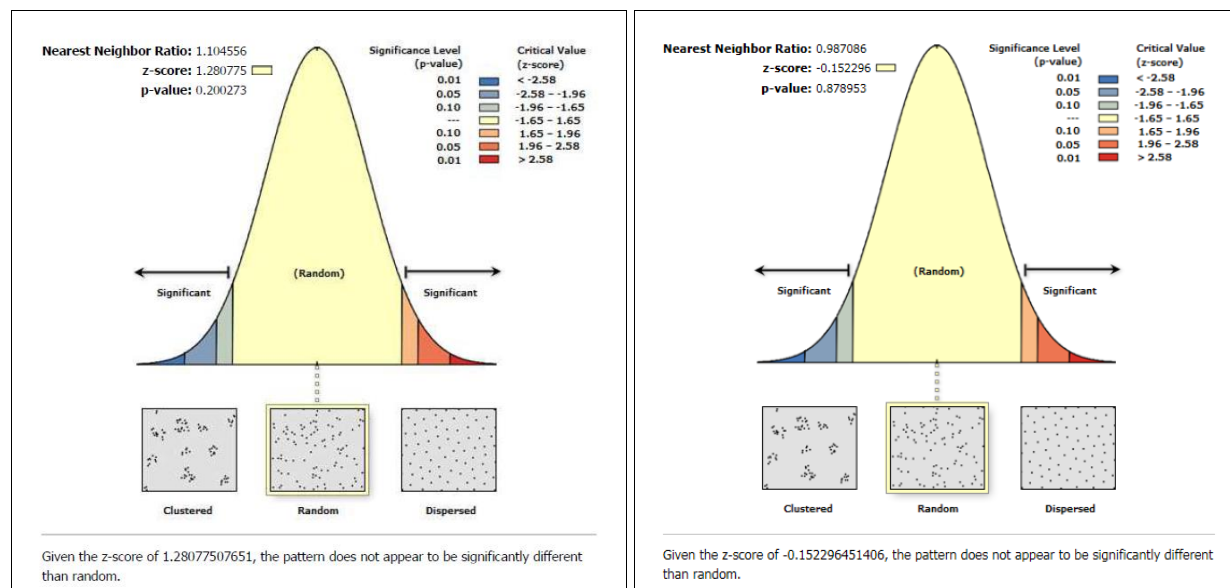 Nearest Neighbor Ratio: 1.104556
z-score: 1.280775
p-value: 0.200273
Significance Level
(p-value)
Critical Value
(z-score)
0.01 < -2.58
0.05 -2.58 – -1.96
0.10 -1.96 – -1.65
--- -1.65 – 1.65
0.10 1.65 – 1.96
0.05 1.96 – 2.58
0.01 > 2.58
(Random)
Significant
Significant
Clustered
Random
Dispersed
Given the z-score of 1.28077507651, the pattern does not appear to be significantly different
than random.
Nearest Neighbor Ratio: 0.987086
z-score: -0.152296
p-value: 0.878953
Significance Level
(p-value)
Critical Value
(z-score)
0.01 < -2.58
0.05 -2.58 – -1.96
0.10 -1.96 – -1.65
--- -1.65 – 1.65
0.10 1.65 – 1.96
0.05 1.96 – 2.58
0.01 > 2.58
(Random)
Significant
Significant
Clustered
Random
Dispersed
Given the z-score of -0.152296451406, the pattern does not appear to be significantly different
than random.